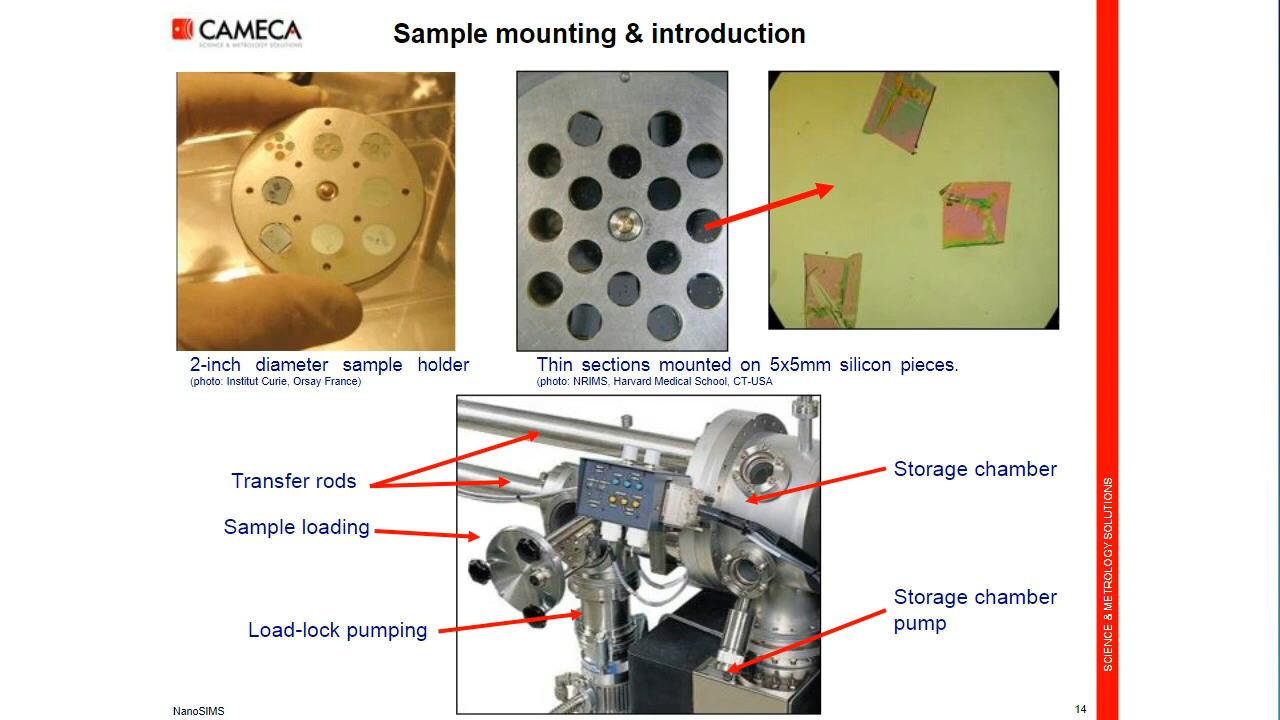 CAMECA
SCIENCE & METROLOGY SOLUTIONS
Sample mounting & introduction
2-inch diameter sample holder
(photo: Institut Curie, Orsay France)
Thin sections mounted on 5x5mm silicon pieces.
(photo: NRIMS, Harvard Medical School, CT-USA
Transfer rods
Sample loading
Load-lock pumping
Storage chamber
Storage chamber
pump
SCIENCE & METROLOGY SOLUTIONS
NanoSIMS
14